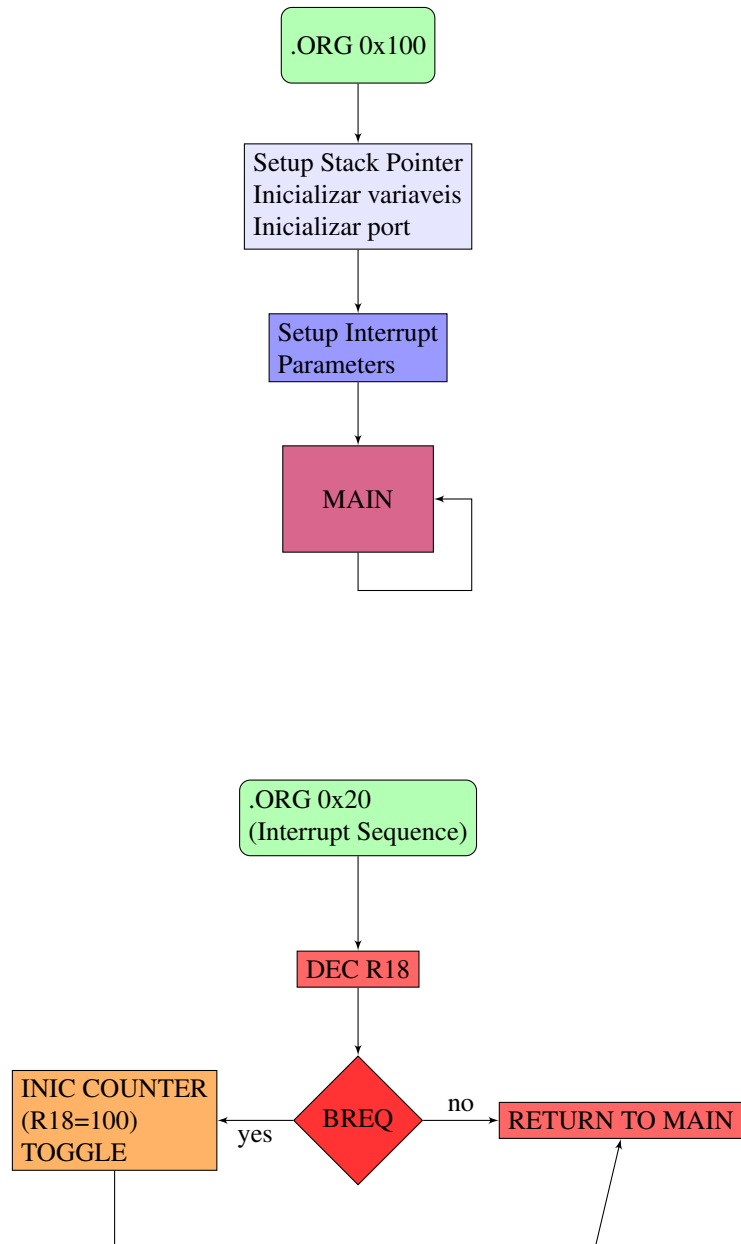 .ORG 0x100
Setup Stack Pointer
Inicializar variaveis
Inicializar port
Setup Interrupt
Parameters
MAIN
.ORG 0x20
(Interrupt Sequence)
DEC R18
INIC COUNTER
(R18=100)
TOGGLE
yes
BREQ
no
RETURN TO MAIN